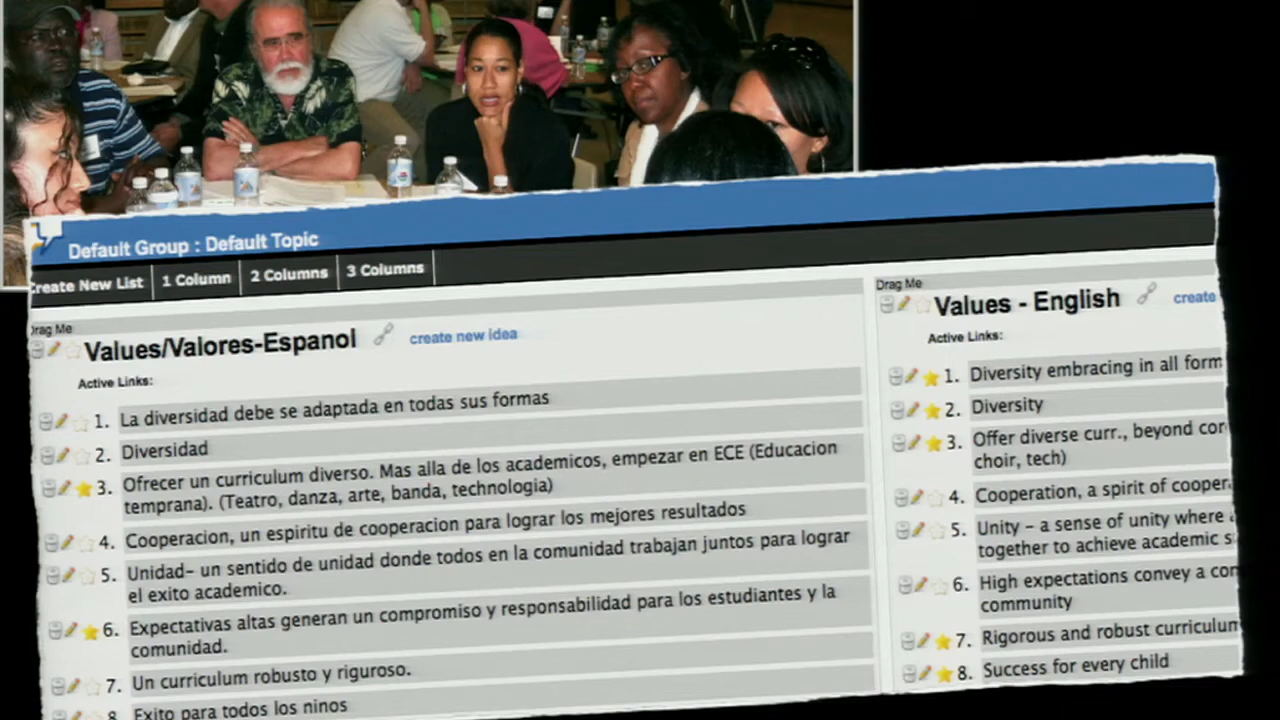 Default Group : Default Topic
Create New List 1 Column 2 Columns 3 Columns
Drag Me
Values/Valores-Espanol create new idea
Active Links:
1. La diversidad debe se adaptada en todas sus formas
2. Diversidad
3. Ofrecer un curriculum diverso. Mas alla de los academicos, empezar en ECE (Educacion
temprana). (Teatro, danza, arte, banda, technologia)
4. Cooperacion, un espiritu de cooperacion para lograr los mejores resultados
5. Unidad- un sentido de unidad donde todos en la comunidad trabajan juntos para lograr
el exito academico.
6. Expectativas altas generan un compromiso y responsabilidad para los estudiantes y la
comunidad.
7. Un curriculum robusto y riguroso.
8. Exito para todos los ninos
Drag Me
Values - English create
Active Links:
1. Diversity embracing in all form
2. Diversity
3. Offer diverse curr., beyond cor
choir, tech)
4. Cooperation, a spirit of cooper
5. Unity - a sense of unity where
together to achieve academic s
6. High expectations convey a com
community
7. Rigorous and robust curriculum
8. Success for every child